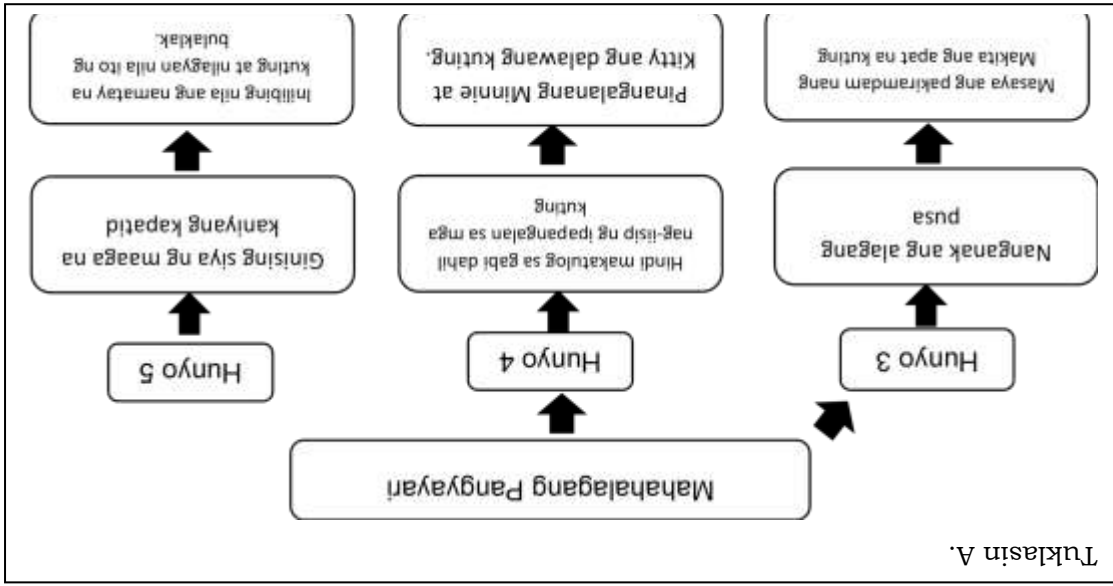 Tuklasin A.
Mahahalagang Pangyayari
Hunyo 3
Nanganak ang alagang
pusa
Masaya ang pakiramdam nang
Makita ang apat na kuting
Hunyo 4
Hindi makatulog sa gabi dahil
nag-iisip ng ipapangalan sa mga
kuting
Pinangalanang Minnie at
Kitty ang dalawang kuting.
Hunyo 5
Ginising siya ng maaga na
kaniyang kapatid
Inilibing nila ang namatay na
kuting at nilagyan nila ito ng
bulaklak.